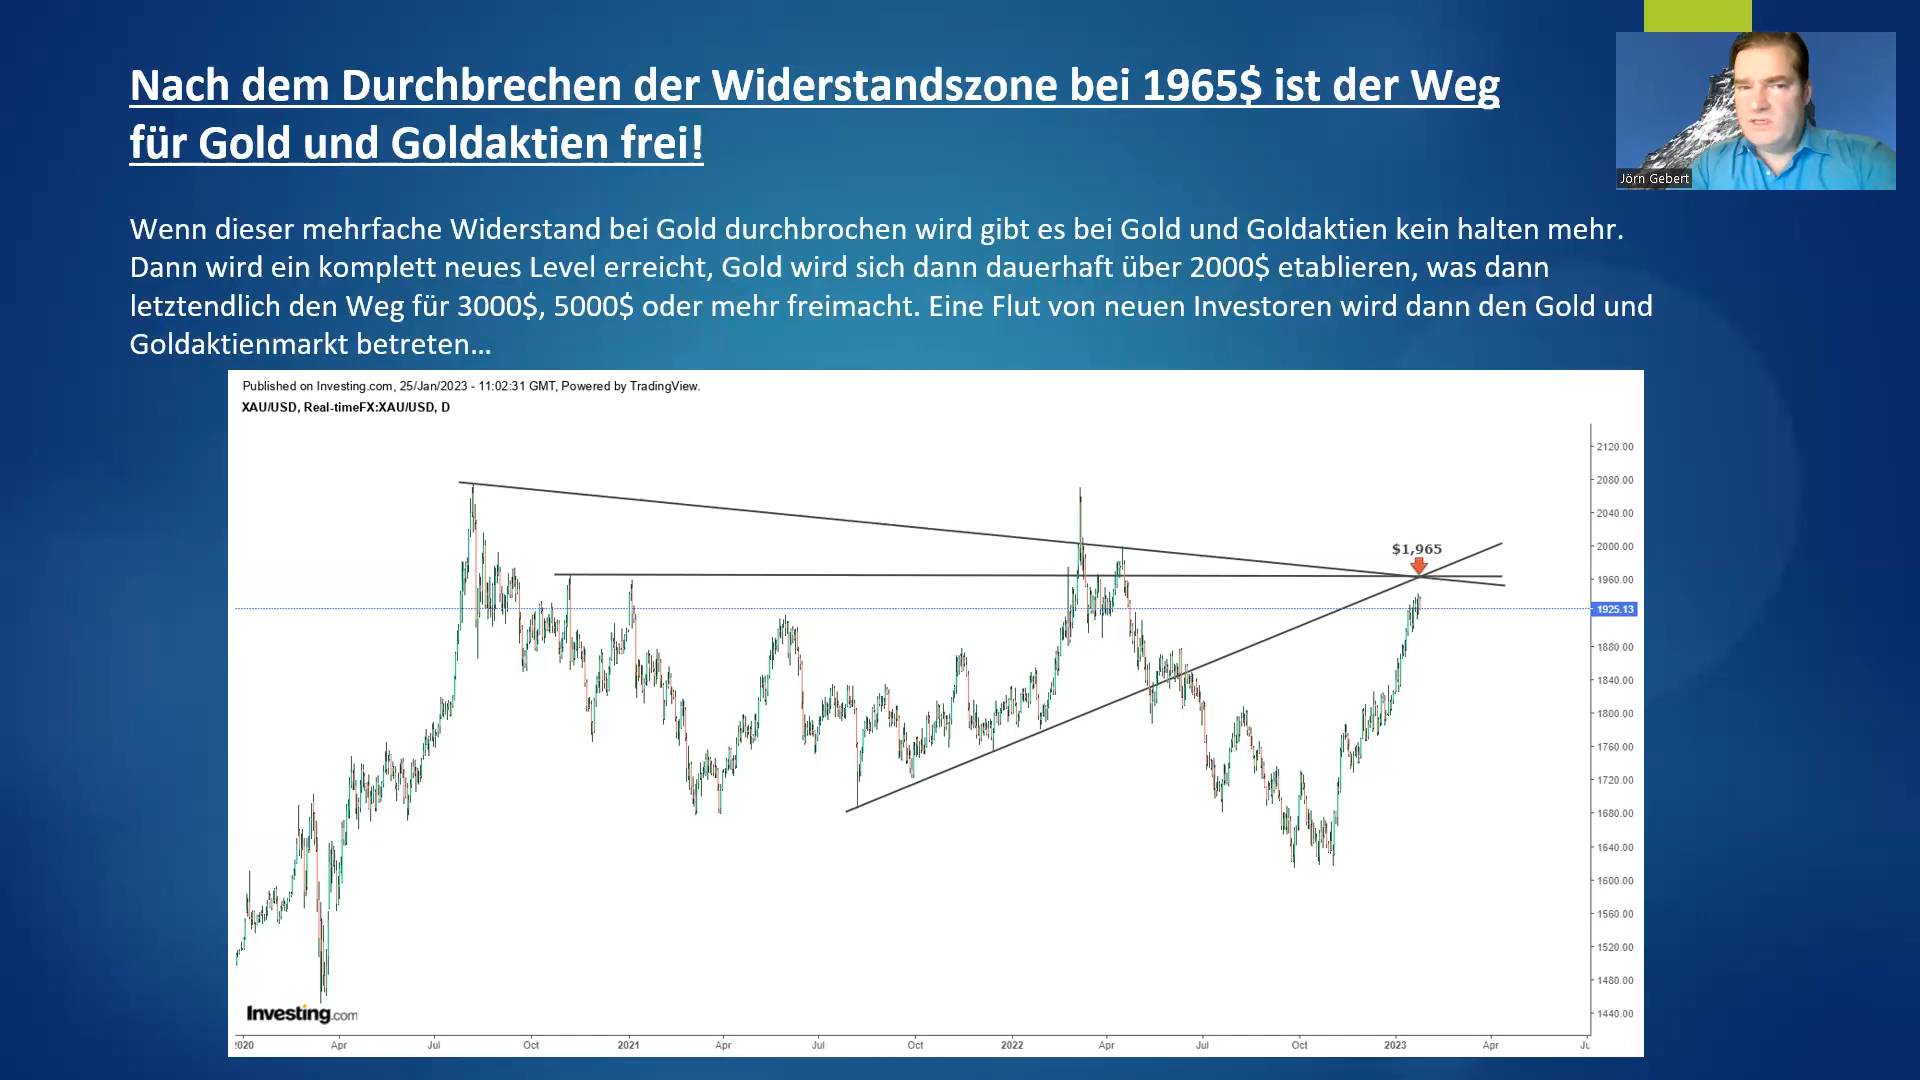 Nach dem Durchbrechen der Widerstandszone bei 1965$ ist der Weg
für Gold und Goldaktien frei!
Jörn Gebert
Wenn dieser mehrfache Widerstand bei Gold durchbrochen wird gibt es bei Gold und Goldaktien kein halten mehr.
Dann wird ein komplett neues Level erreicht, Gold wird sich dann dauerhaft über 2000$ etablieren, was dann
letztendlich den Weg für 3000$, 5000$ oder mehr freimacht. Eine Flut von neuen Investoren wird dann den Gold und
Goldaktienmarkt betreten...
Published on Investing.com, 25/Jan/2023 - 11:02:31 GMT, Powered by TradingView.
XAU/USD, Real-timeFX:XAU/USD, D
2120.00
2080.00
2040.00
2000.00
$1,965
1960.00
1925.13
1880.00
1840.00
1800.00
1760.00
1720.00
1680.00
1640.00
1600.00
1560.00
1520.00
1480.00
1440.00
Investing.com
2020 Apr Jul Oct 2021 Apr Jul Oct 2022 Apr Jul Oct 2023 Apr